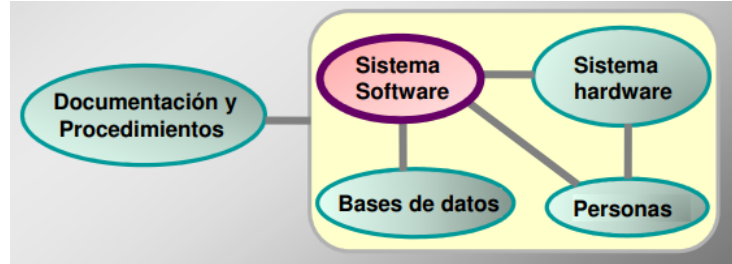 Documentación y
Procedimientos
Sistema
Software
Sistema
hardware
Bases de datos
Personas